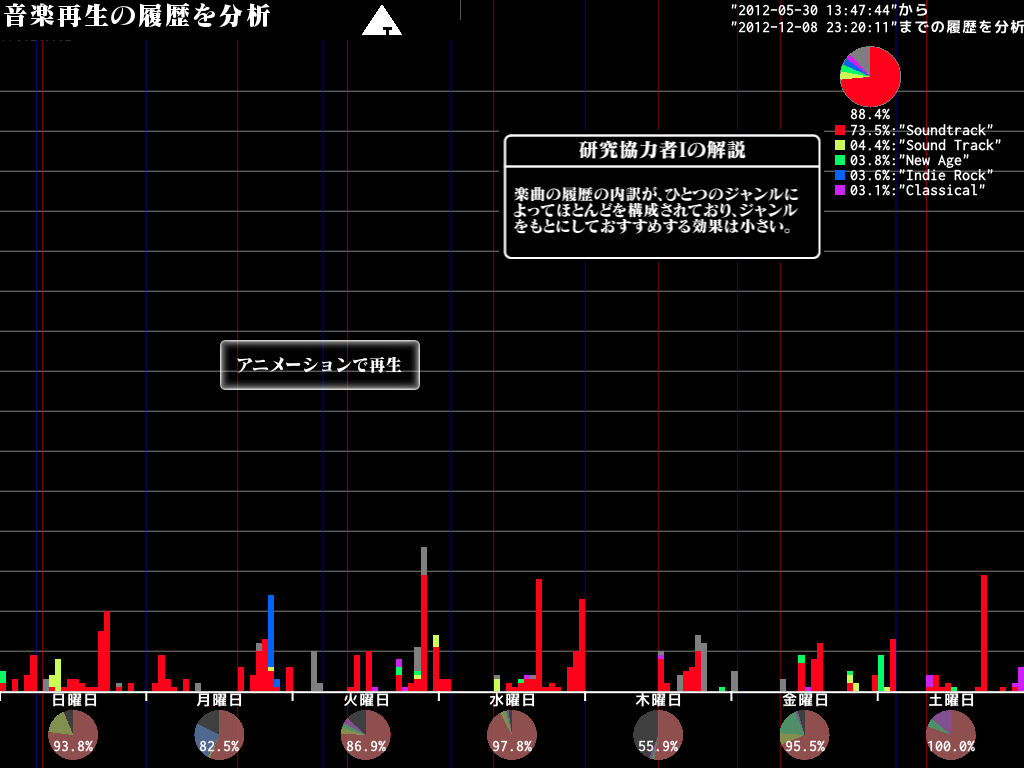 音楽再生の履歴を分析
"2012-05-30 13:47:44"から
"2012-12-08 23:20:11"までの履歴を分析
88.4%
73.5%:"Soundtrack"
04.4%:"Sound Track"
03.8%:"New Age"
03.6%:"Indie Rock"
03.1%:"Classical"
研究協力者Iの解説
楽曲の履歴の内訳が、ひとつのジャンルに
よってほとんどを構成されており、ジャンル
をもとにしておすすめする効果は小さい。
アニメーションで再生
日曜日 月曜日 火曜日 水曜日 木曜日 金曜日 土曜日
93.8% 82.5% 86.9% 97.8% 55.9% 95.5% 100.0%